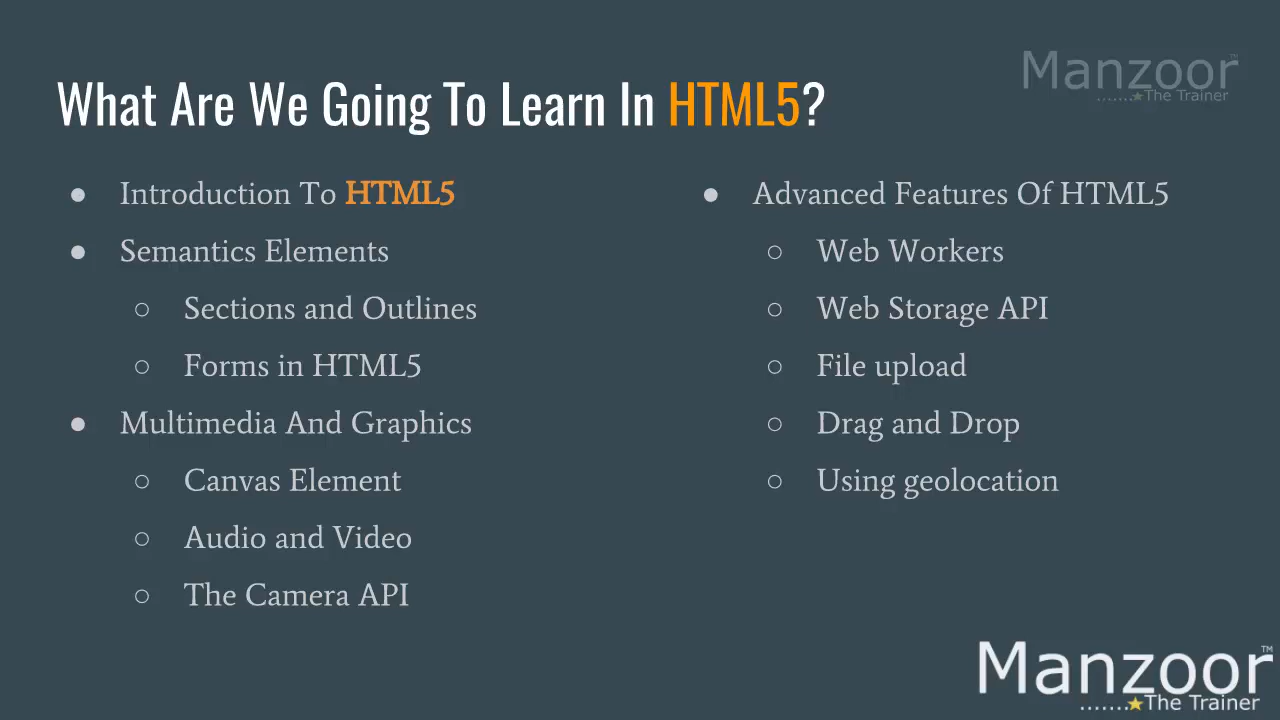 Manzoor™
.......★The Trainer
What Are We Going To Learn In HTML5?
● Introduction To HTML5
● Semantics Elements
○ Sections and Outlines
○ Forms in HTML5
● Multimedia And Graphics
○ Canvas Element
○ Audio and Video
○ The Camera API
● Advanced Features Of HTML5
○ Web Workers
○ Web Storage API
○ File upload
○ Drag and Drop
○ Using geolocation
Manzoor™
.......★The Trainer